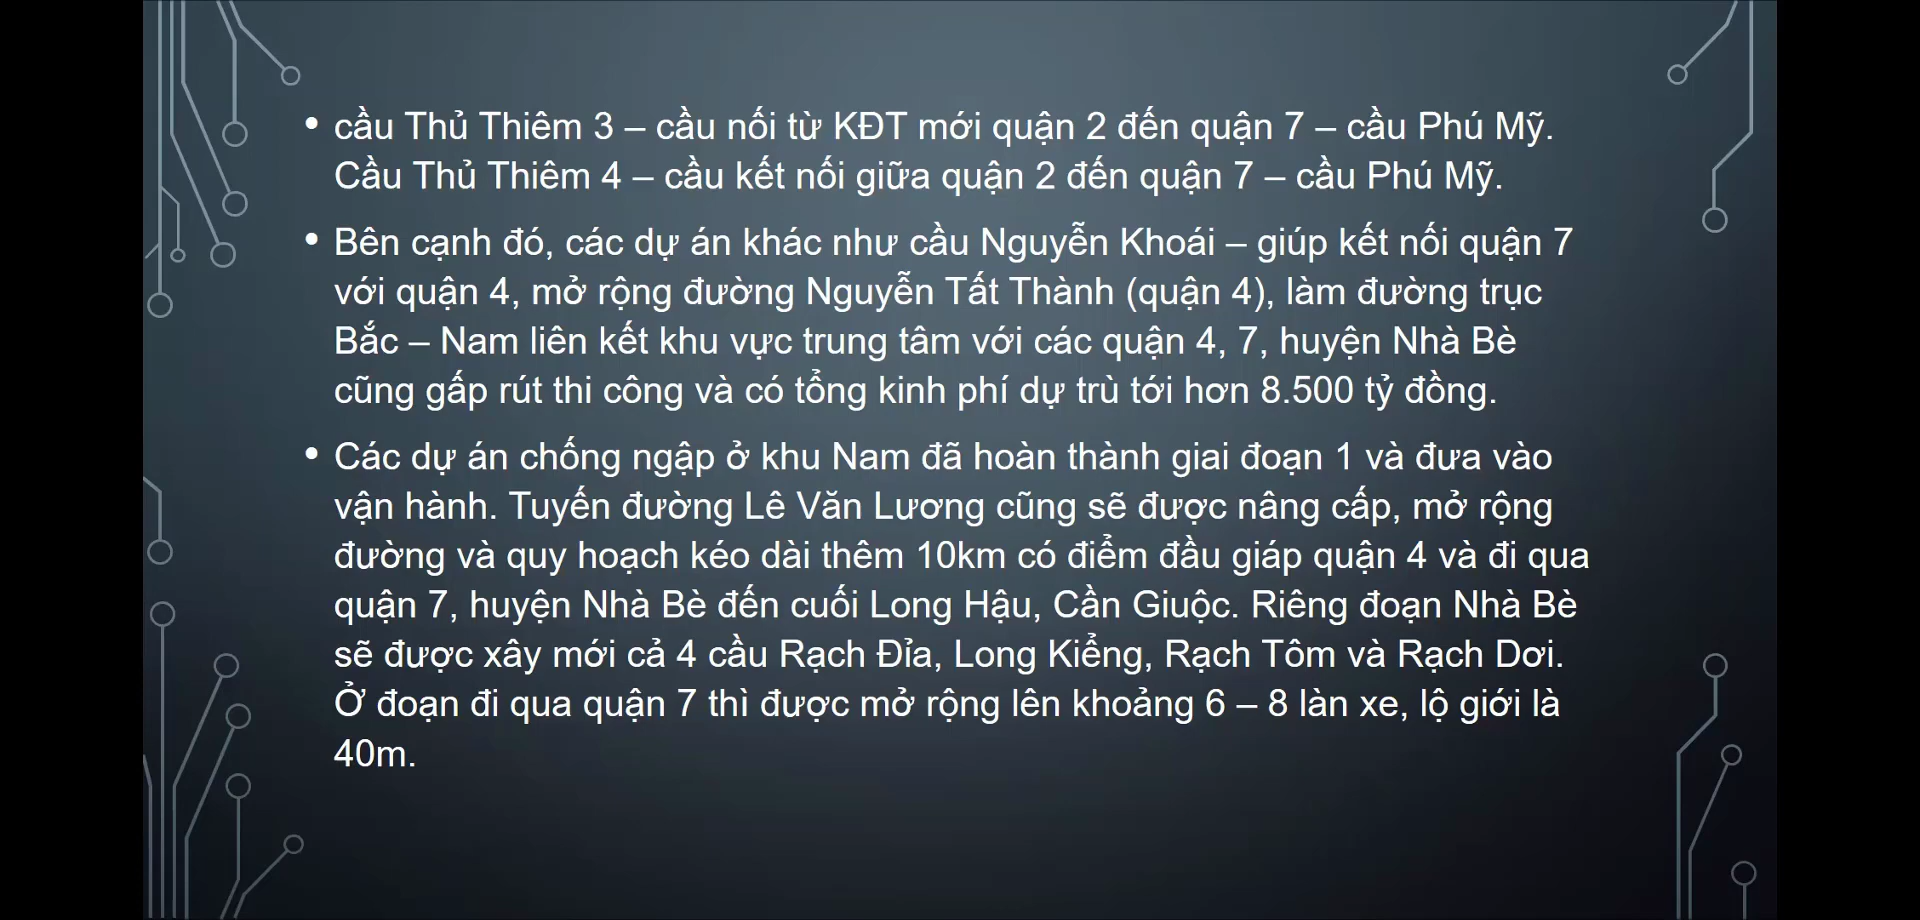 • cầu Thủ Thiêm 3 – cầu nối từ KĐT mới quận 2 đến quận 7 – cầu Phú Mỹ.
Cầu Thủ Thiêm 4 – cầu kết nối giữa quận 2 đến quận 7 – cầu Phú Mỹ.
• Bên cạnh đó, các dự án khác như cầu Nguyễn Khoái – giúp kết nối quận 7
với quận 4, mở rộng đường Nguyễn Tất Thành (quận 4), làm đường trục
Bắc – Nam liên kết khu vực trung tâm với các quận 4, 7, huyện Nhà Bè
cũng gấp rút thi công và có tổng kinh phí dự trù tới hơn 8.500 tỷ đồng.
• Các dự án chống ngập ở khu Nam đã hoàn thành giai đoạn 1 và đưa vào
vận hành. Tuyến đường Lê Văn Lương cũng sẽ được nâng cấp, mở rộng
đường và quy hoạch kéo dài thêm 10km có điểm đầu giáp quận 4 và đi qua
quận 7, huyện Nhà Bè đến cuối Long Hậu, Cần Giuộc. Riêng đoạn Nhà Bè
sẽ được xây mới cả 4 cầu Rạch Đỉa, Long Kiểng, Rạch Tôm và Rạch Dơi.
Ở đoạn đi qua quận 7 thì được mở rộng lên khoảng 6 – 8 làn xe, lộ giới là
40m.